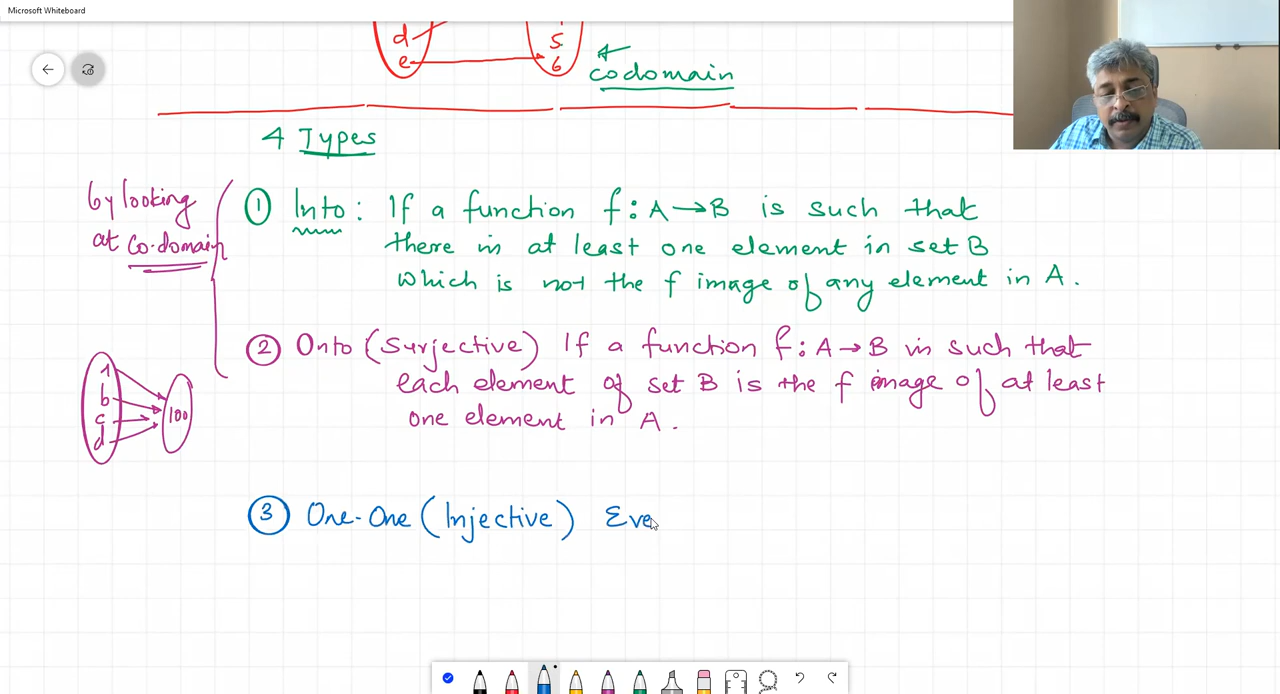 Microsoft Whiteboard
d
e
5
6
codomain
4 Types
by looking
at co-domain
1 Into: If a function f: A→B is such that
there is at least one element in set B
which is not the f image of any element in A.
2 Onto (Surjective) If a function f: A→B is such that
each element of set B is the f image of at least
one element in A.
1
b
c
d
100
3 One-One (Injective) Eve